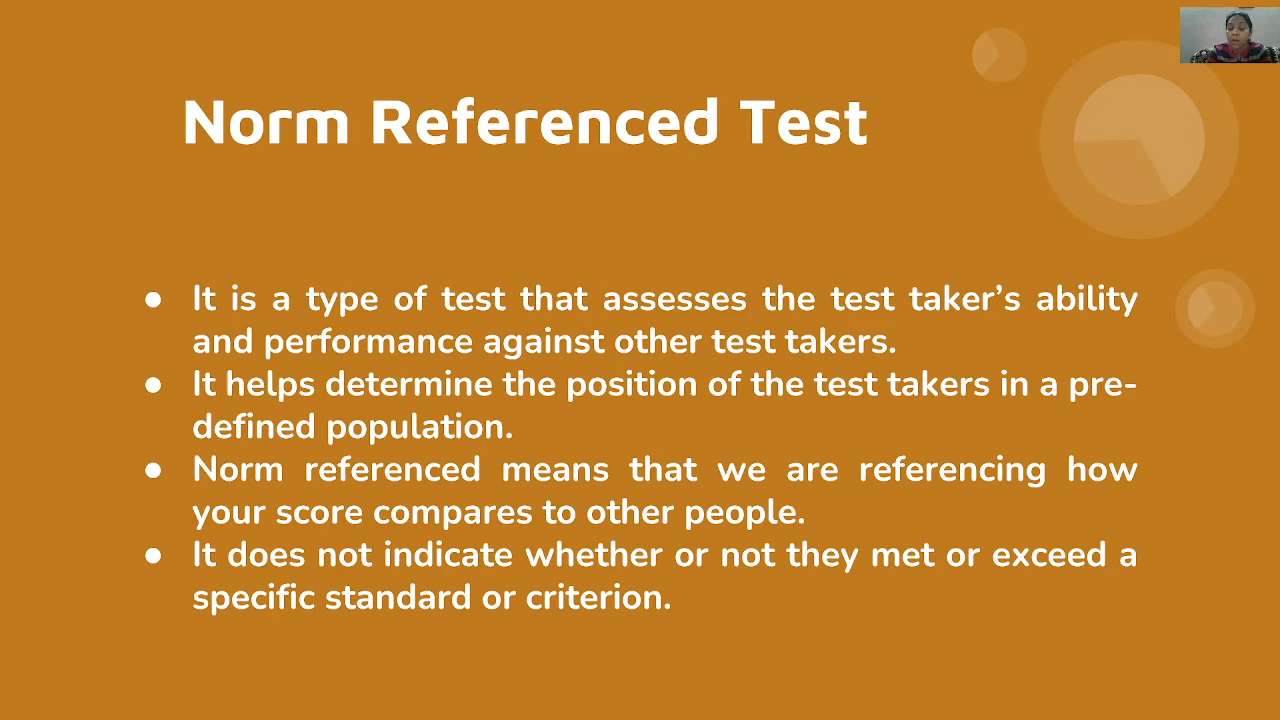 Norm Referenced Test
● It is a type of test that assesses the test taker’s ability
and performance against other test takers.
● It helps determine the position of the test takers in a pre-
defined population.
● Norm referenced means that we are referencing how
your score compares to other people.
● It does not indicate whether or not they met or exceed a
specific standard or criterion.